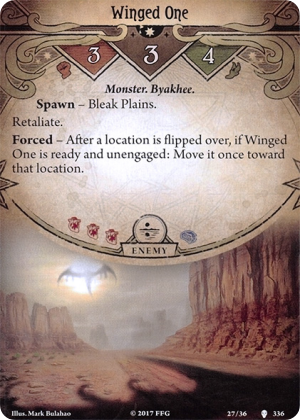 Winged One
3 3 4
Monster. Byakhee.
Spawn – Bleak Plains.
Retaliate.
Forced – After a location is flipped over, if Winged
One is ready and unengaged: Move it once toward
that location.
ENEMY
Illus. Mark Bulahao
© 2017 FFG
27/36
336